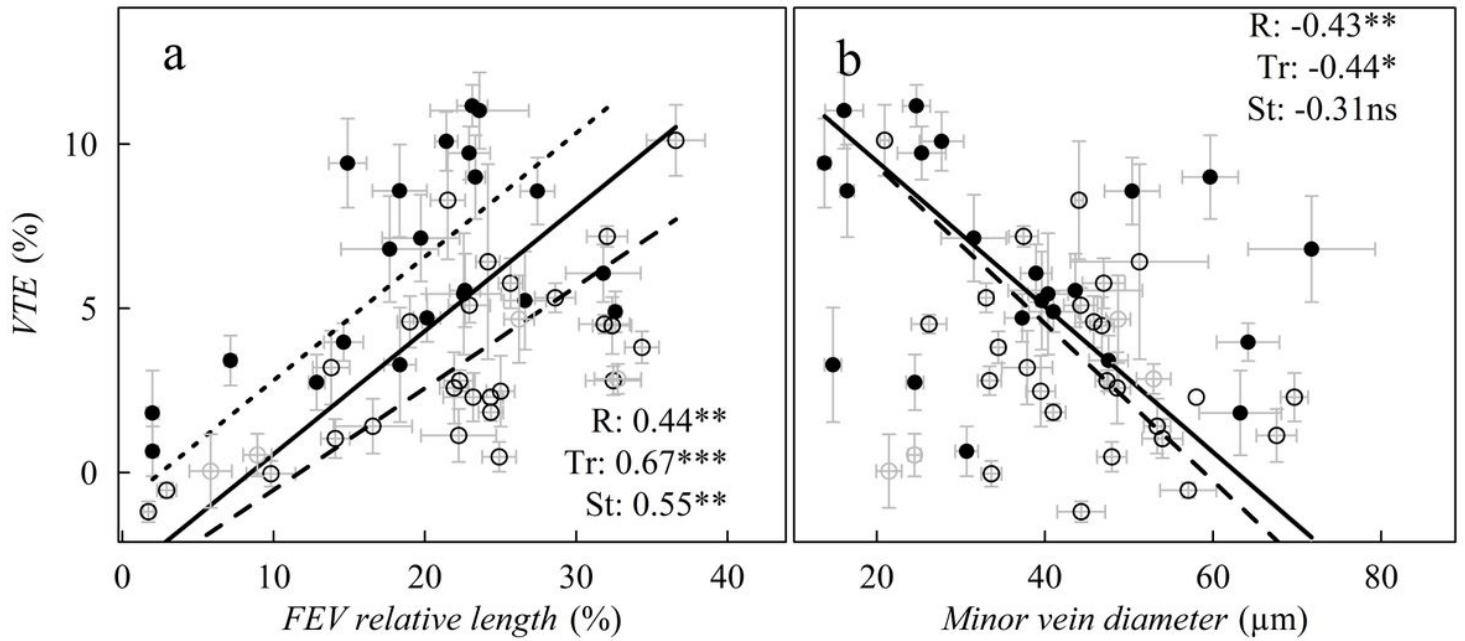 a
R: 0.44**
Tr: 0.67***
St: 0.55**
b
R: -0.43**
Tr: -0.44*
St: -0.31ns
VTE (%)
10
5
0
0 10 20 30 40
FEV relative length (%)
20 40 60 80
Minor vein diameter (µm)